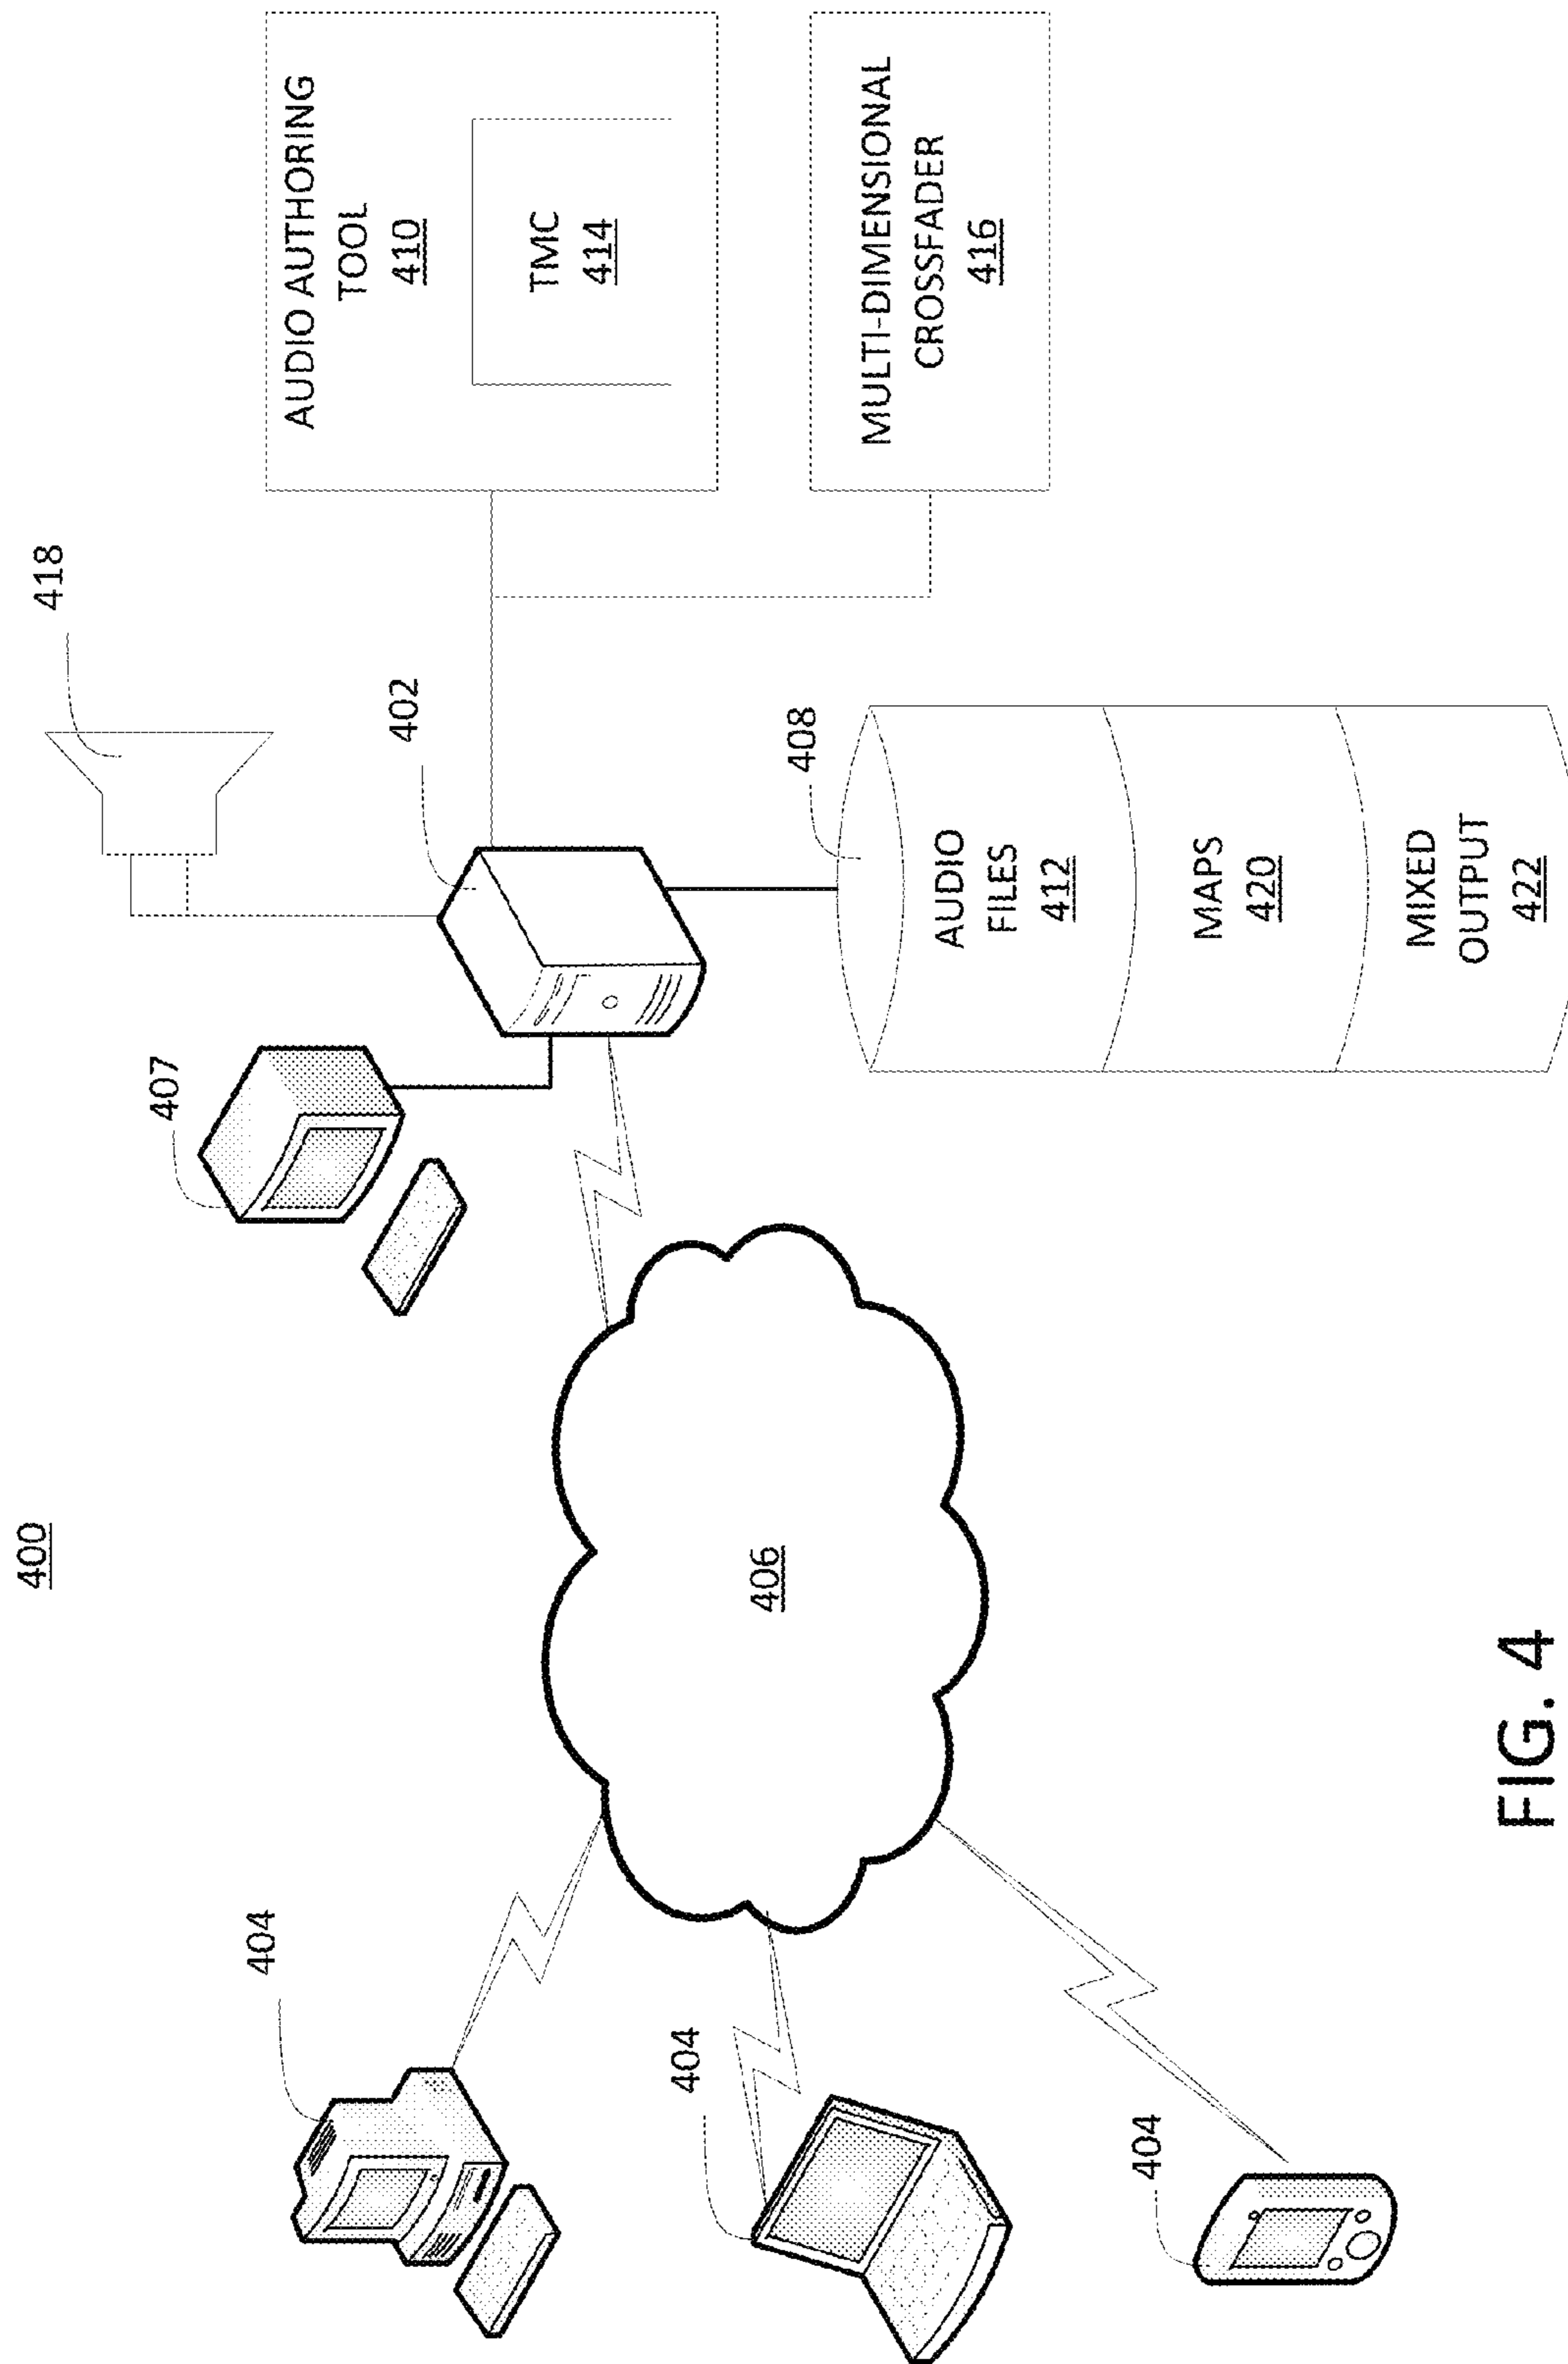 400
418
407
402
AUDIO AUTHORING
TOOL
410
TMC
414
MULTI-DIMENSIONAL
CROSSFADER
416
404
404
404
406
408
AUDIO
FILES
412
MAPS
420
MIXED
OUTPUT
422
FIG. 4